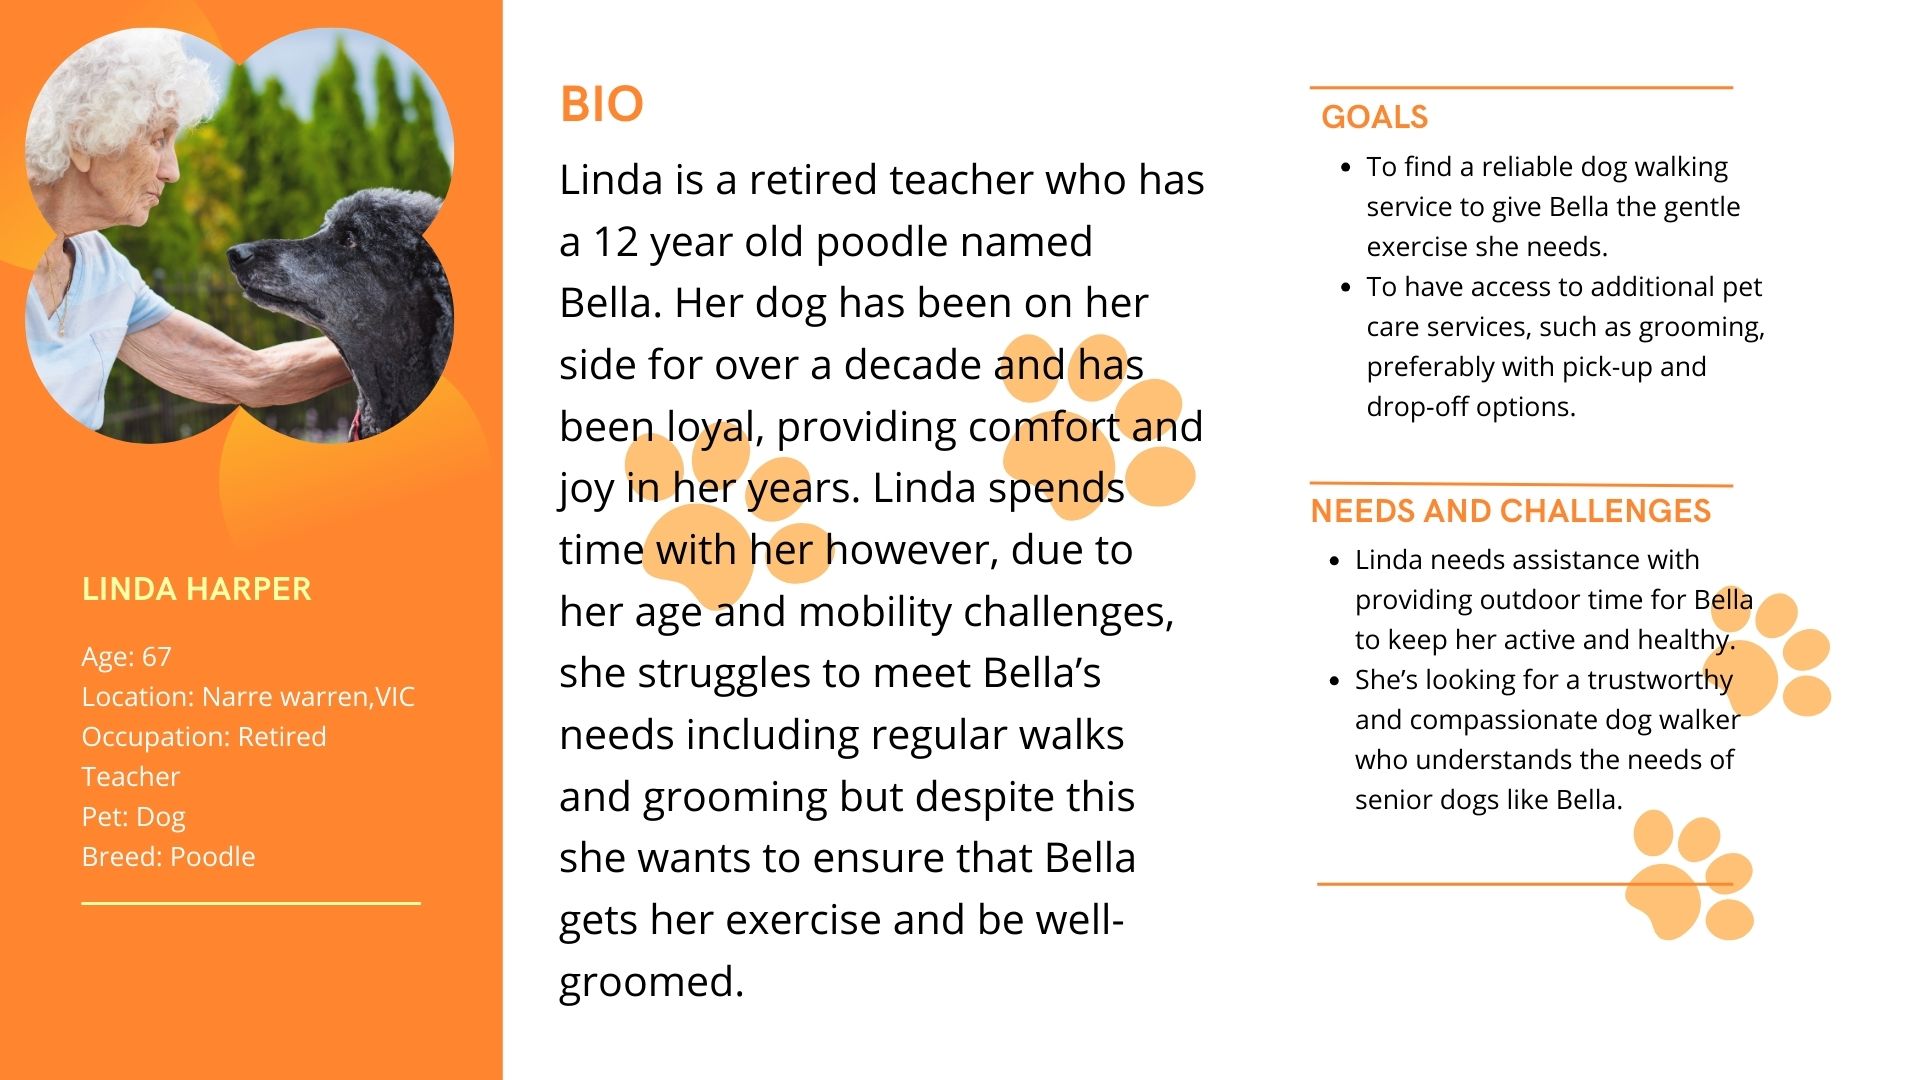 LINDA HARPER
Age: 67
Location: Narre warren,VIC
Occupation: Retired
Teacher
Pet: Dog
Breed: Poodle
BIO
Linda is a retired teacher who has
a 12 year old poodle named
Bella. Her dog has been on her
side for over a decade and has
been loyal, providing comfort and
joy in her years. Linda spends
time with her however, due to
her age and mobility challenges,
she struggles to meet Bella’s
needs including regular walks
and grooming but despite this
she wants to ensure that Bella
gets her exercise and be well-
groomed.
GOALS
• To find a reliable dog walking
service to give Bella the gentle
exercise she needs.
• To have access to additional pet
care services, such as grooming,
preferably with pick-up and
drop-off options.
NEEDS AND CHALLENGES
• Linda needs assistance with
providing outdoor time for Bella
to keep her active and healthy.
• She’s looking for a trustworthy
and compassionate dog walker
who understands the needs of
senior dogs like Bella.